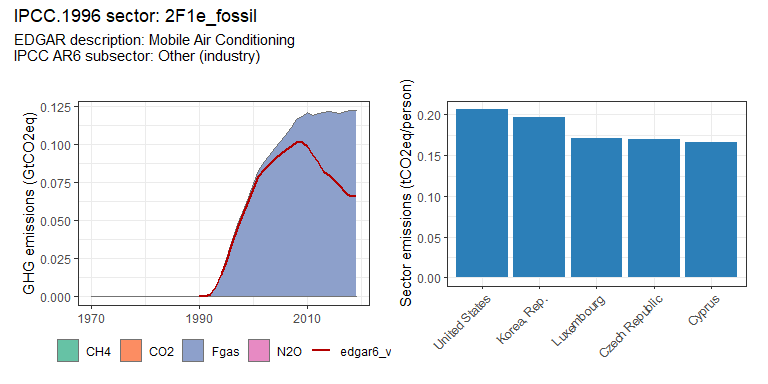 IPCC.1996 sector: 2F1e_fossil
EDGAR description: Mobile Air Conditioning
IPCC AR6 subsector: Other (industry)
GHG emissions (GtCO2eq)
0.125
0.100
0.075
0.050
0.025
0.000
1970
1990
2010
CH4
CO2
Fgas
N2O
edgar6_v
Sector emissions (tCO2eq/person)
0.20
0.15
0.10
0.05
0.00
United States
Korea, Rep.
Luxembourg
Czech Republic
Cyprus